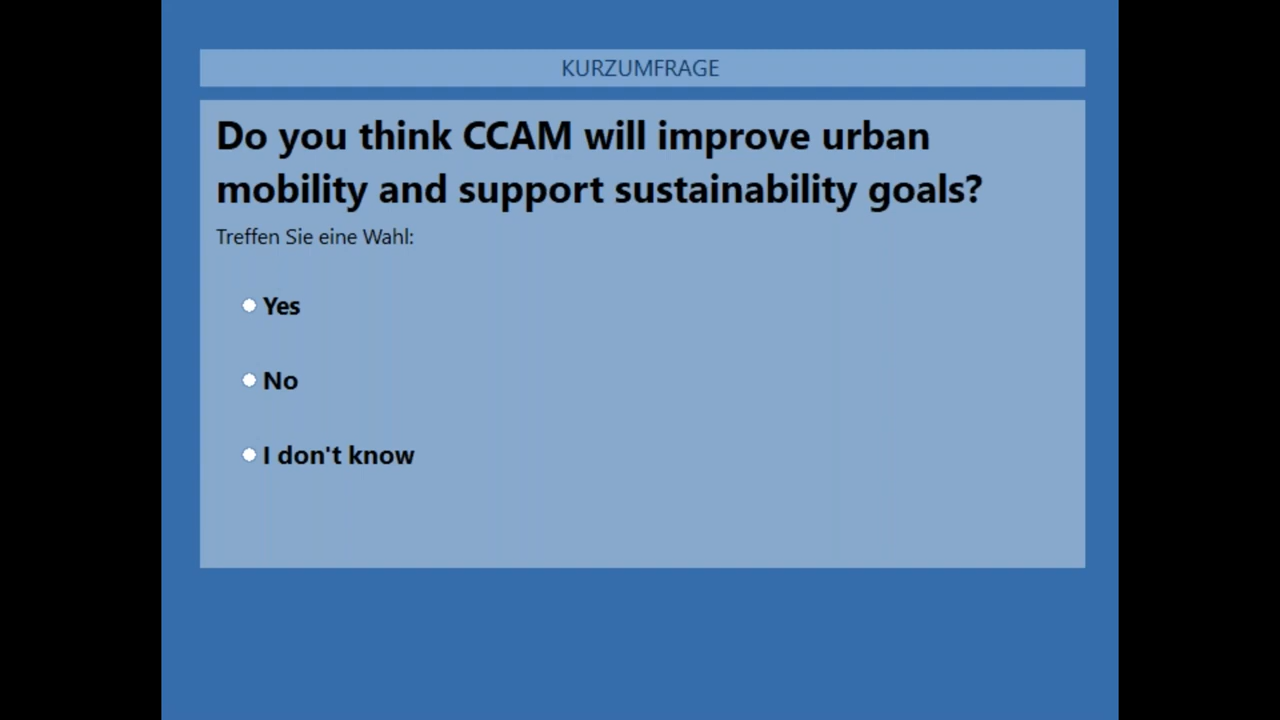 KURZUMFRAGE
Do you think CCAM will improve urban
mobility and support sustainability goals?
Treffen Sie eine Wahl:
Yes
No
I don't know